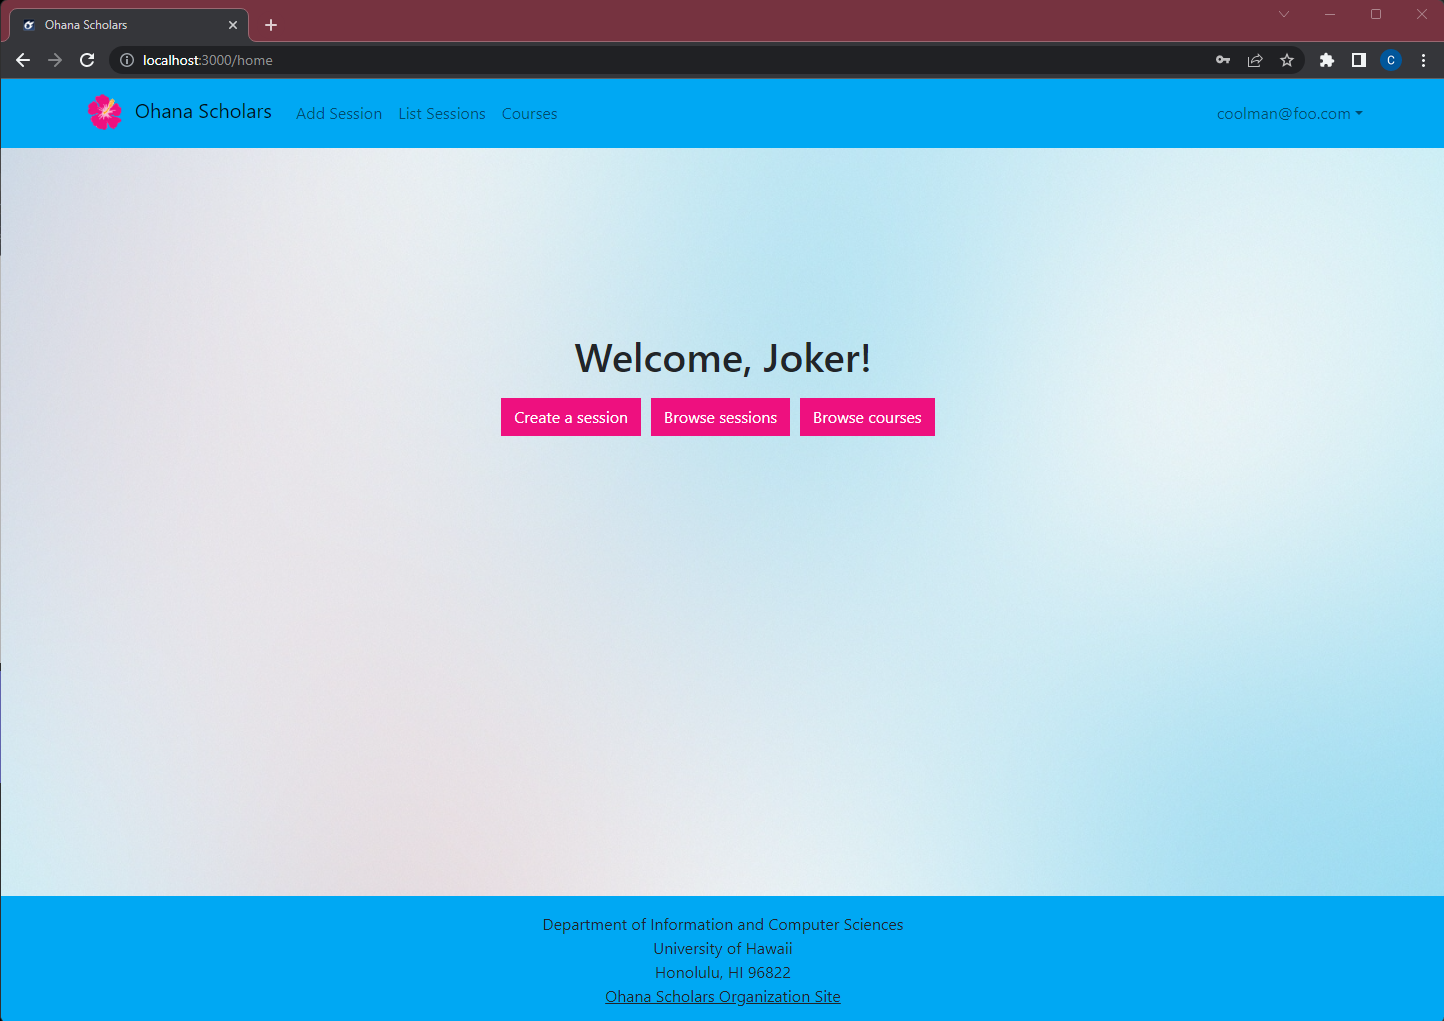 Ohana Scholars
localhost:3000/home
C
Ohana Scholars Add Session List Sessions Courses coolman@foo.com
Welcome, Joker!
Create a session Browse sessions Browse courses
Department of Information and Computer Sciences
University of Hawaii
Honolulu, HI 96822
Ohana Scholars Organization Site